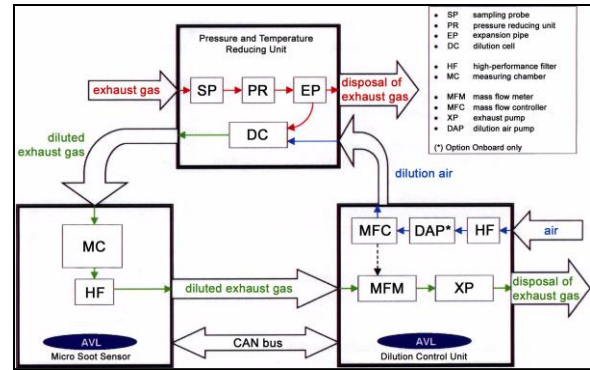 Pressure and Temperature
Reducing Unit
exhaust gas
SP
PR
EP
disposal of
exhaust gas
DC
diluted
exhaust gas
dilution air
SP sampling probe
PR pressure reducing unit
EP expansion pipe
DC dilution cell
HF high-performance filter
MC measuring chamber
MFM mass flow meter
MFC mass flow controller
XP exhaust pump
DAP dilution air pump
(*) Option Onboard only
MC
HF
AVL
Micro Soot Sensor
diluted exhaust gas
CAN bus
MFC
DAP*
HF
air
MFM
XP
disposal of
exhaust gas
AVL
Dilution Control Unit